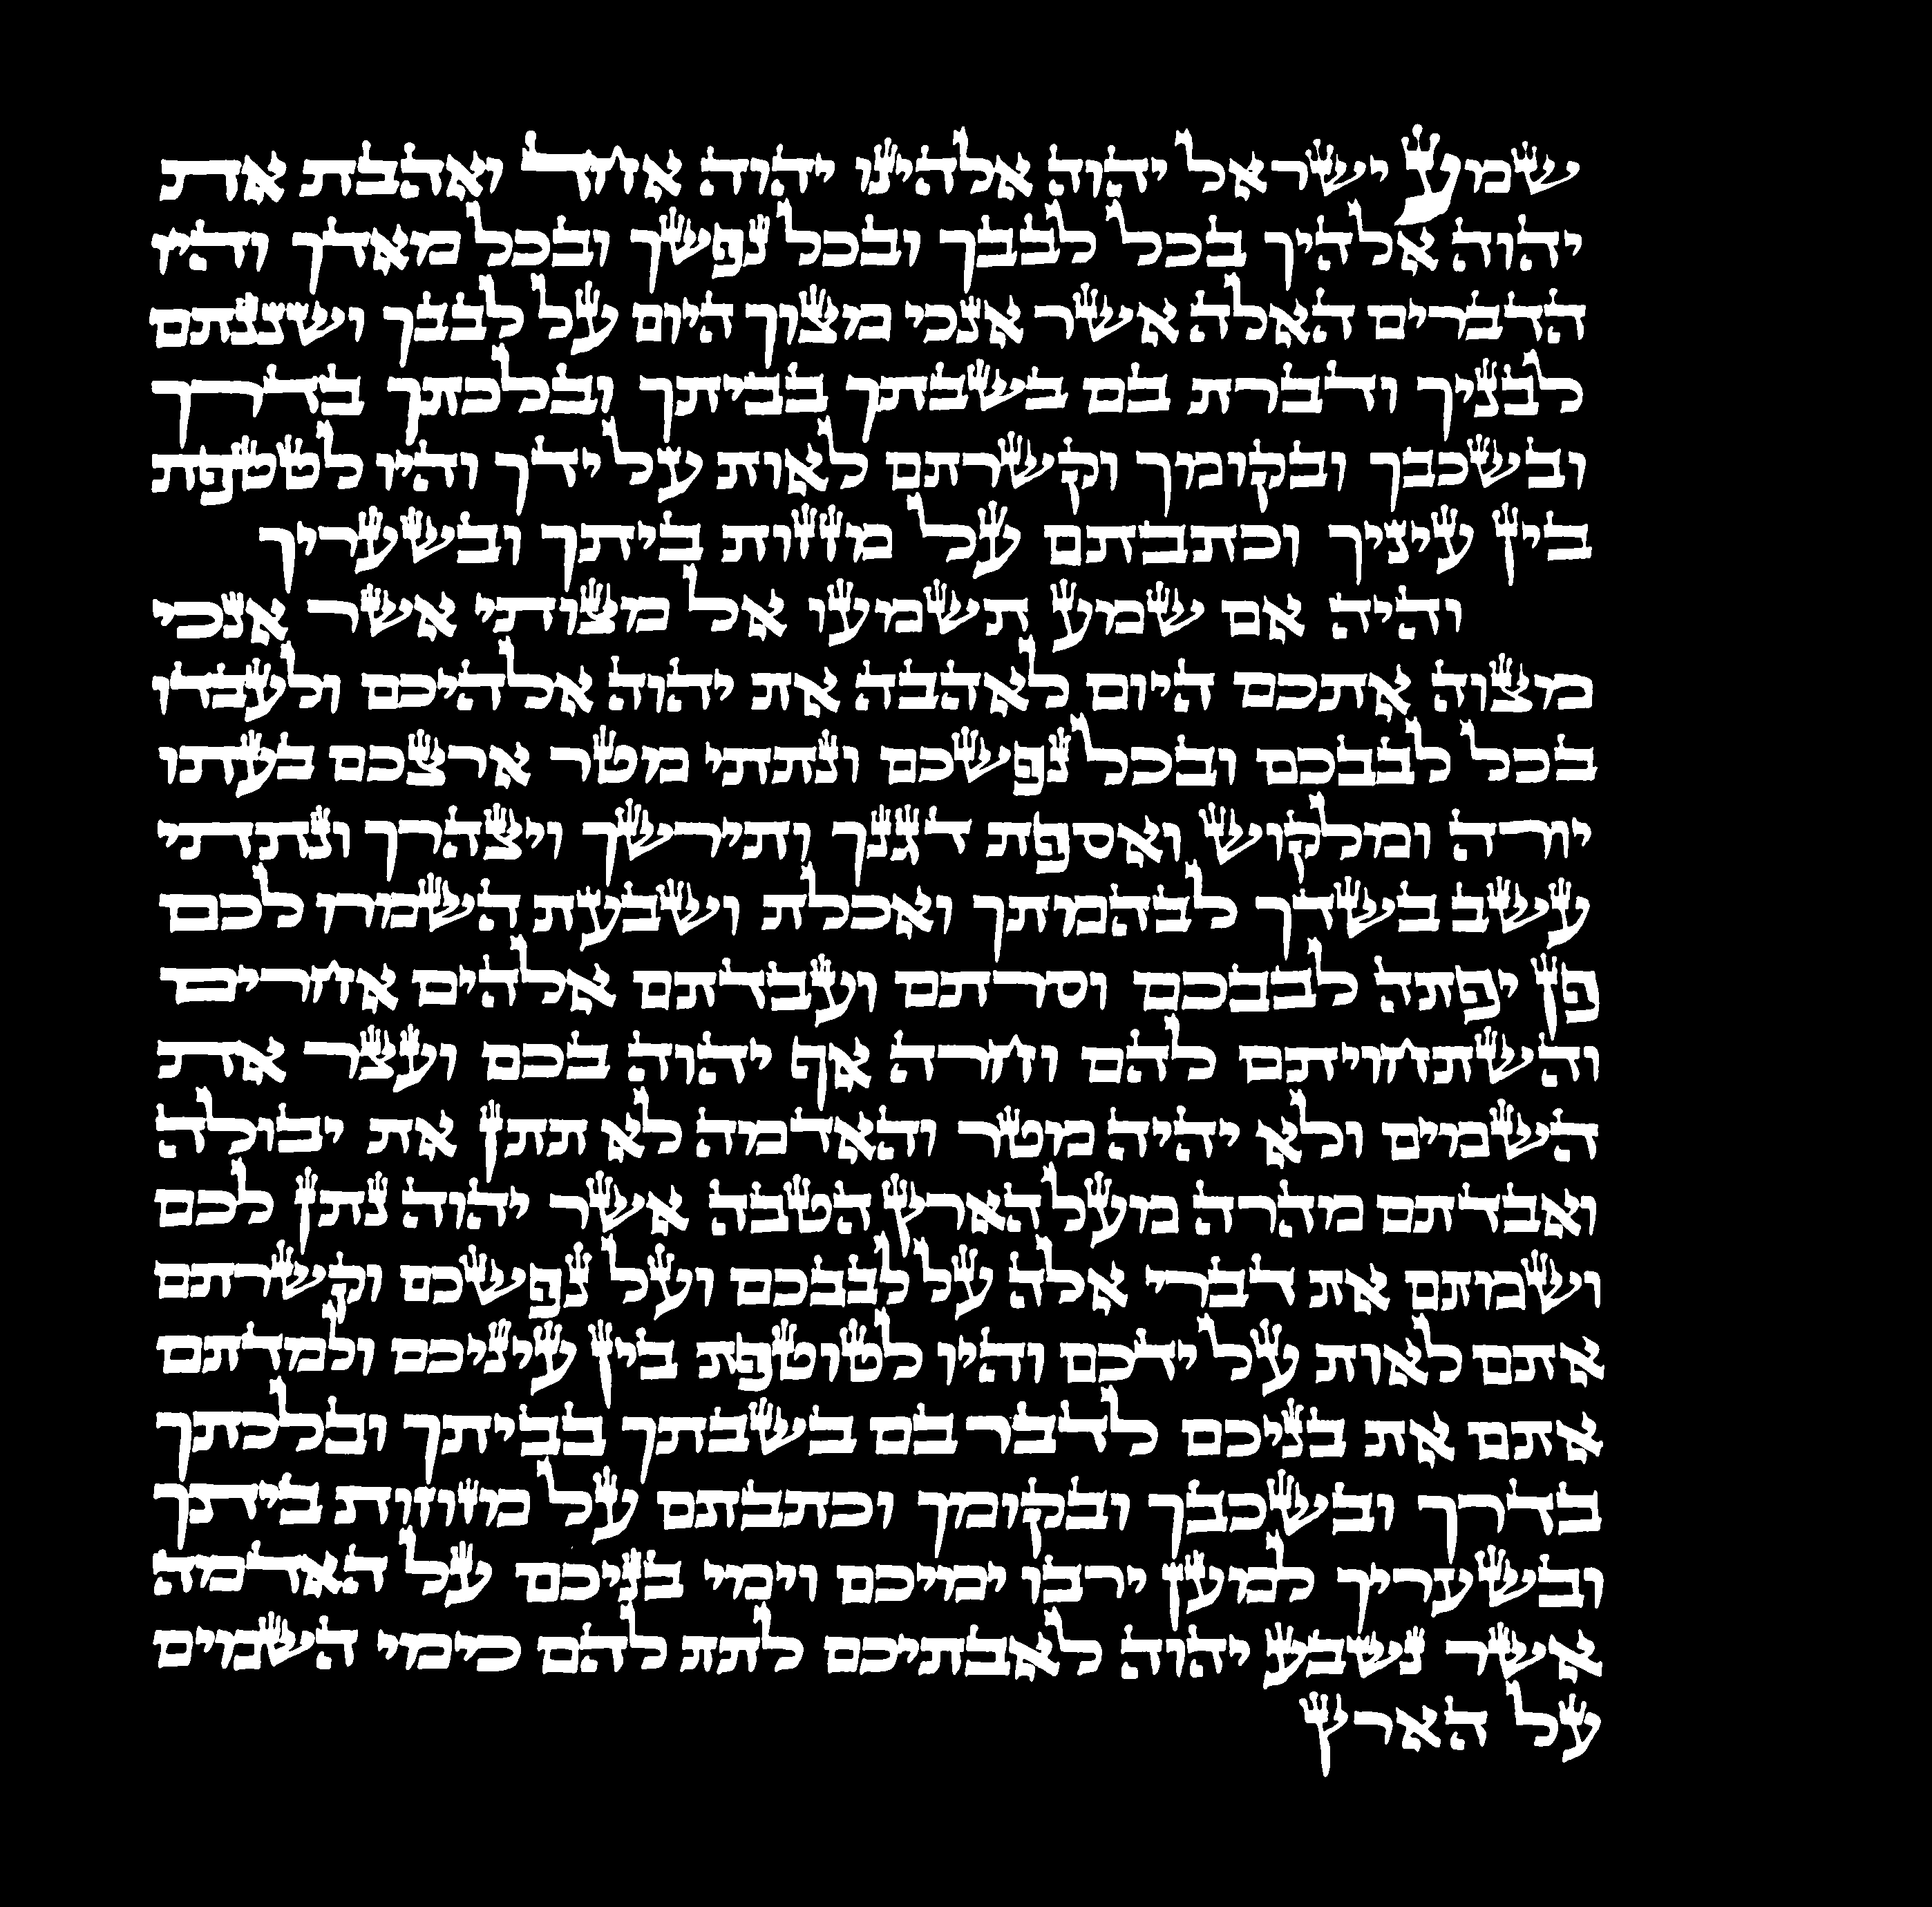 שמע ישראל יהוה אלהינו יהוה אחד ואהבת את
יהוה אלהיך בכל לבבך ובכל נפשך ובכל מאדך והיו
הדברים האלה אשר אנכי מצוך היום על לבבך ושננתם
לבניך ודברת בם בשבתך בביתך ובלכתך בדרך
ובשכבך ובקומך וקשרתם לאות על ידך והיו לטטפת
בין עיניך וכתבתם על מזזות ביתך ובשעריך
והיה אם שמע תשמעו אל מצותי אשר אנכי
מצוה אתכם היום לאהבה את יהוה אלהיכם ולעבדו
בכל לבבכם ובכל נפשכם ונתתי מטר ארצכם בעתו
יורה ומלקוש ואספת דגנך ותירשך ויצהרך ונתתי
עשב בשדך לבהמתך ואכלת ושבעת השמרו לכם
פן יפתה לבבכם וסרתם ועבדתם אלהים אחרים
והשתחויתם להם וחרה אף יהוה בכם ועצר את
השמים ולא יהיה מטר והאדמה לא תתן את יבולה
ואבדתם מהרה מעל הארץ הטבה אשר יהוה נתן לכם
ושמתם את דברי אלה על לבבכם ועל נפשכם וקשרתם
אתם לאות על ידכם והיו לטוטפת בין עיניכם ולמדתם
אתם את בניכם לדבר בם בשבתך בביתך ובלכתך
בדרך ובשכבך ובקומך וכתבתם על מזוזות ביתך
ובשעריך למען ירבו ימיכם וימי בניכם על האדמה
אשר נשבע יהוה לאבתיכם לתת להם כימי השמים
על הארץ